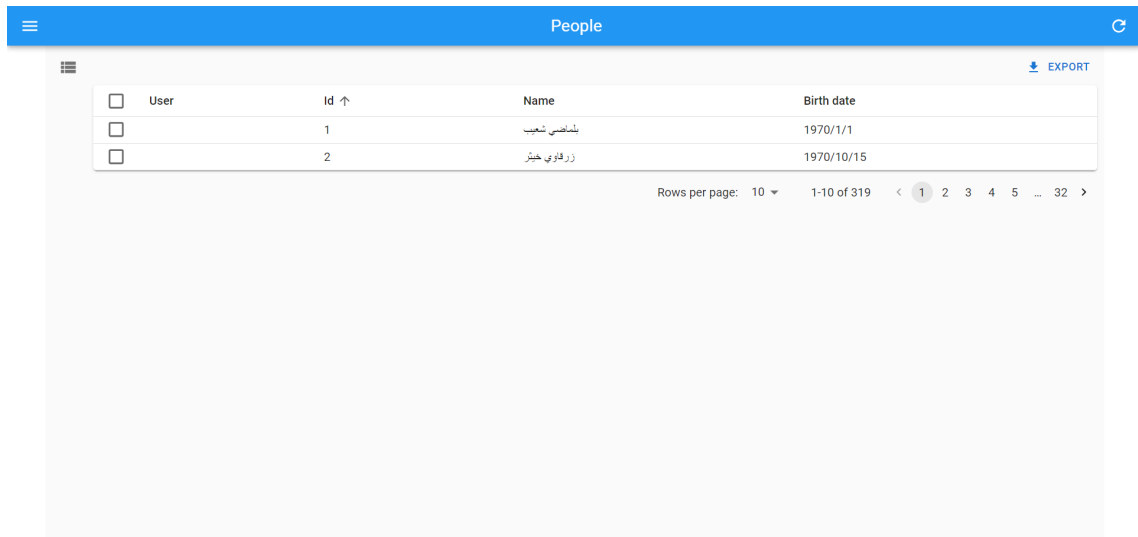 People
EXPORT
User Id Name Birth date
1 بلماضي شعيب 1970/1/1
2 زرقاوي خيثر 1970/10/15
Rows per page: 10 1-10 of 319 1 2 3 4 5 ... 32